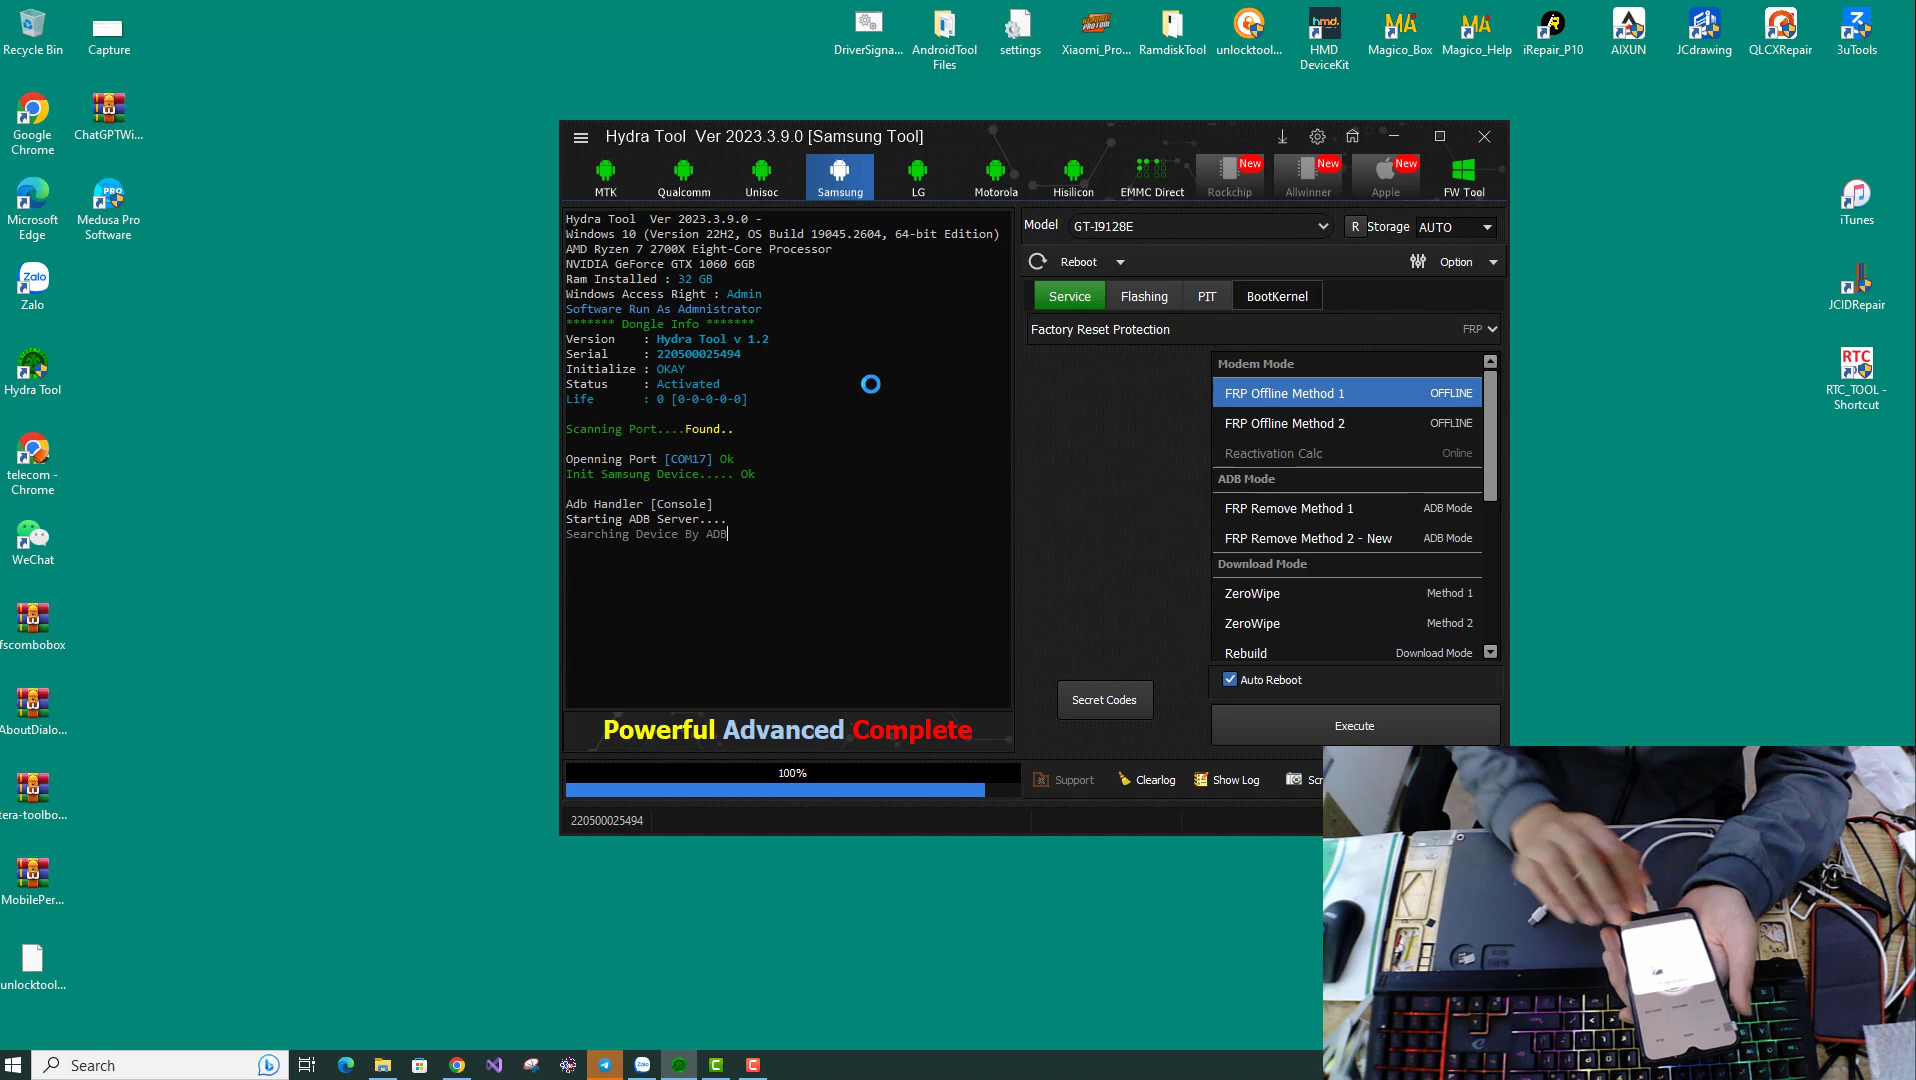 Recycle Bin
Capture
DriverSigna...
AndroidTool
Files
settings
Xiaomi_Pro...
RamdiskTool
unlocktool...
HMD
DeviceKit
Magico_Box
Magico_Help
iRepair_P10
AIXUN
JCdrawing
QLCXRepair
3uTools
Google
Chrome
ChatGPTWi...
Microsoft
Edge
Medusa Pro
Software
Zalo
Hydra Tool
telecom -
Chrome
WeChat
fscombobox
AboutDialo...
tera-toolbo...
MobilePer...
unlocktool...
iTunes
JCIDRepair
RTC_TOOL -
Shortcut
Hydra Tool Ver 2023.3.9.0 [Samsung Tool]
MTK
Qualcomm
Unisoc
Samsung
LG
Motorola
Hisilicon
EMMC Direct
New
Rockchip
New
Allwinner
New
Apple
FW Tool
Hydra Tool Ver 2023.3.9.0 -
Windows 10 (Version 22H2, OS Build 19045.2604, 64-bit Edition)
AMD Ryzen 7 2700X Eight-Core Processor
NVIDIA GeForce GTX 1060 6GB
Ram Installed : 32 GB
Windows Access Right : Admin
Software Run As Admnistrator
******* Dongle Info *******
Version : Hydra Tool v 1.2
Serial : 220500025494
Initialize : OKAY
Status : Activated
Life : 0 [0-0-0-0-0]
Scanning Port....Found..
Openning Port [COM17] Ok
Init Samsung Device..... Ok
Adb Handler [Console]
Starting ADB Server....
Searching Device By ADB
Powerful Advanced Complete
100%
220500025494
Model GT-I9128E R Storage AUTO
Reboot Option
Service Flashing PIT BootKernel
Factory Reset Protection FRP
Modem Mode
FRP Offline Method 1 OFFLINE
FRP Offline Method 2 OFFLINE
Reactivation Calc Online
ADB Mode
FRP Remove Method 1 ADB Mode
FRP Remove Method 2 - New ADB Mode
Download Mode
ZeroWipe Method 1
ZeroWipe Method 2
Rebuild Download Mode
Auto Reboot
Secret Codes
Execute
Support Clearlog Show Log Scr
Search